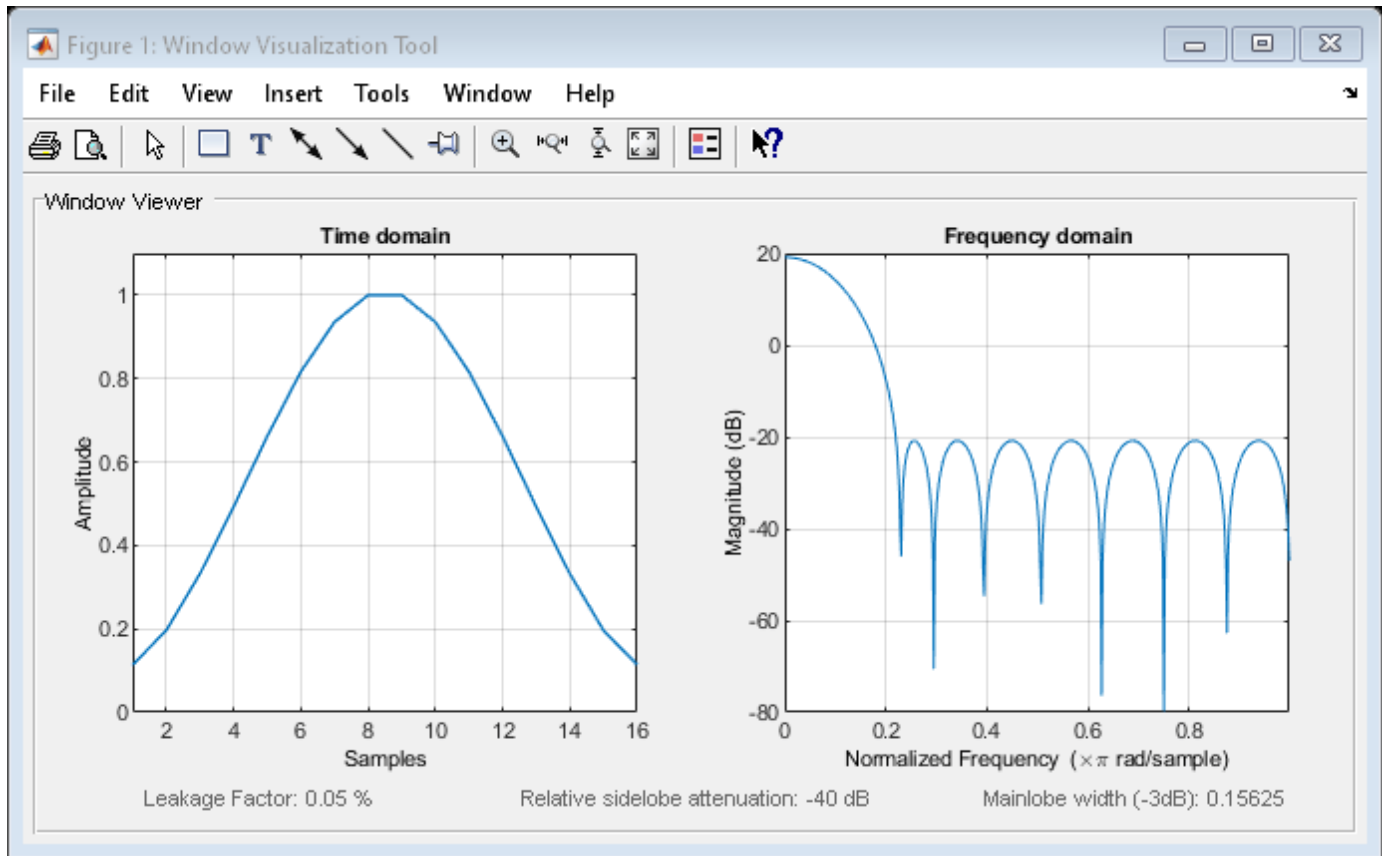 Figure 1: Window Visualization Tool
File Edit View Insert Tools Window Help
T
Window Viewer
Time domain
1
0.8
0.6
0.4
0.2
0
Amplitude
2 4 6 8 10 12 14 16
Samples
Frequency domain
20
0
-20
-40
-60
-80
Magnitude (dB)
0 0.2 0.4 0.6 0.8
Normalized Frequency (×π rad/sample)
Leakage Factor: 0.05 % Relative sidelobe attenuation: -40 dB Mainlobe width (-3dB): 0.15625